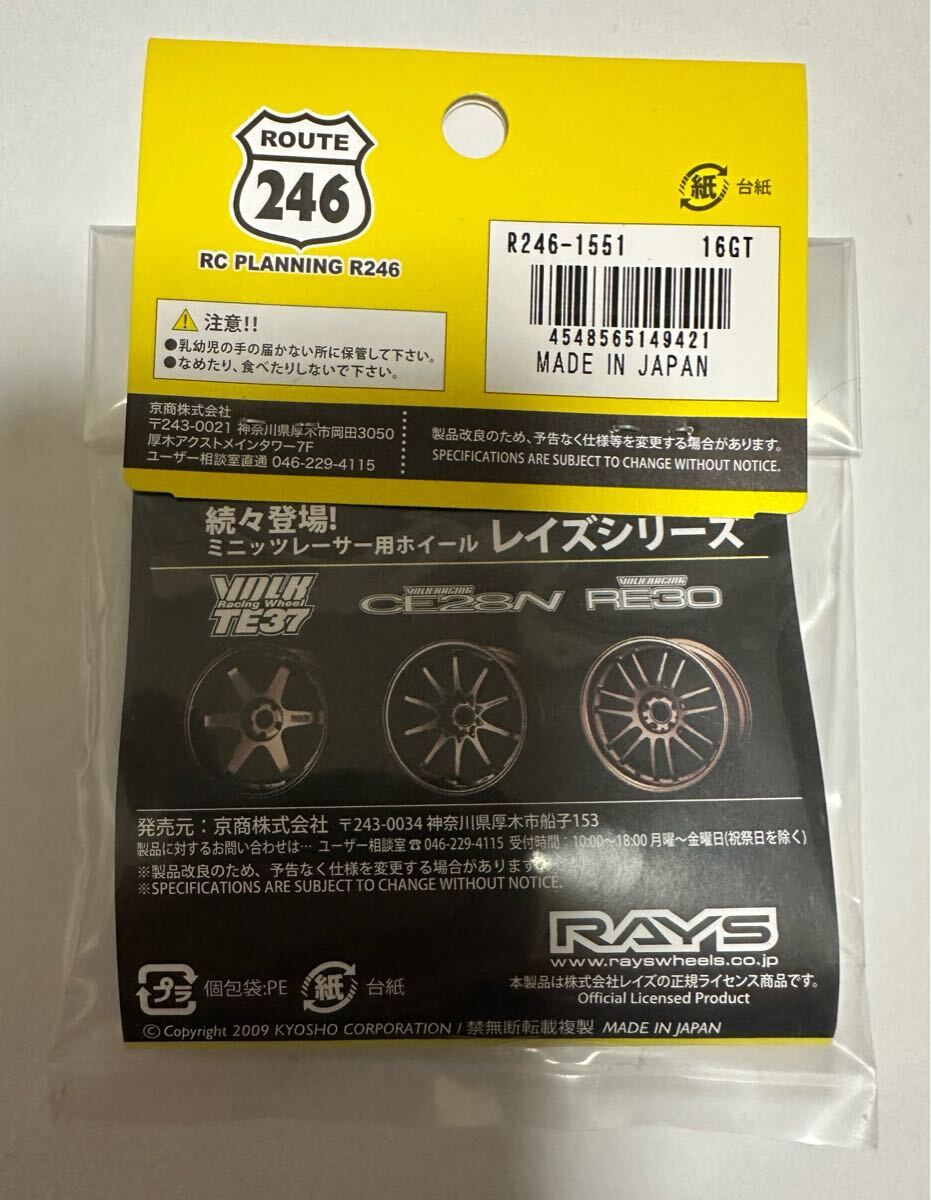 ROUTE
246
RC PLANNING R246
紙 台紙
R246-1551 16GT
4548565149421
MADE IN JAPAN
注意!!
●乳幼児の手の届かない所に保管して下さい。
●なめたり、食べたりしないで下さい。
京商株式会社
〒243-0021 神奈川県厚木市岡田3050
厚木アクストメインタワー7F
ユーザー相談室直通 046-229-4115
製品改良のため、予告なく仕様等を変更する場合があります。
SPECIFICATIONS ARE SUBJECT TO CHANGE WITHOUT NOTICE.
続々登場!
ミニッツレーサー用ホイール レイズシリーズ
VOLK
Racing Wheel
TE37
VOLK RACING
CE28N
VOLK RACING
RE30
発売元：京商株式会社 〒243-0034 神奈川県厚木市船子153
製品に対するお問い合わせは… ユーザー相談室☎046-229-4115 受付時間：10:00〜18:00 月曜〜金曜日(祝祭日を除く)
※製品改良のため、予告なく仕様を変更する場合があります。
※SPECIFICATIONS ARE SUBJECT TO CHANGE WITHOUT NOTICE.
RAYS
www.rayswheels.co.jp
本製品は株式会社レイズの正規ライセンス商品です。
Official Licensed Product
プラ 個包袋:PE 紙 台紙
© Copyright 2009 KYOSHO CORPORATION / 禁無断転載複製 MADE IN JAPAN